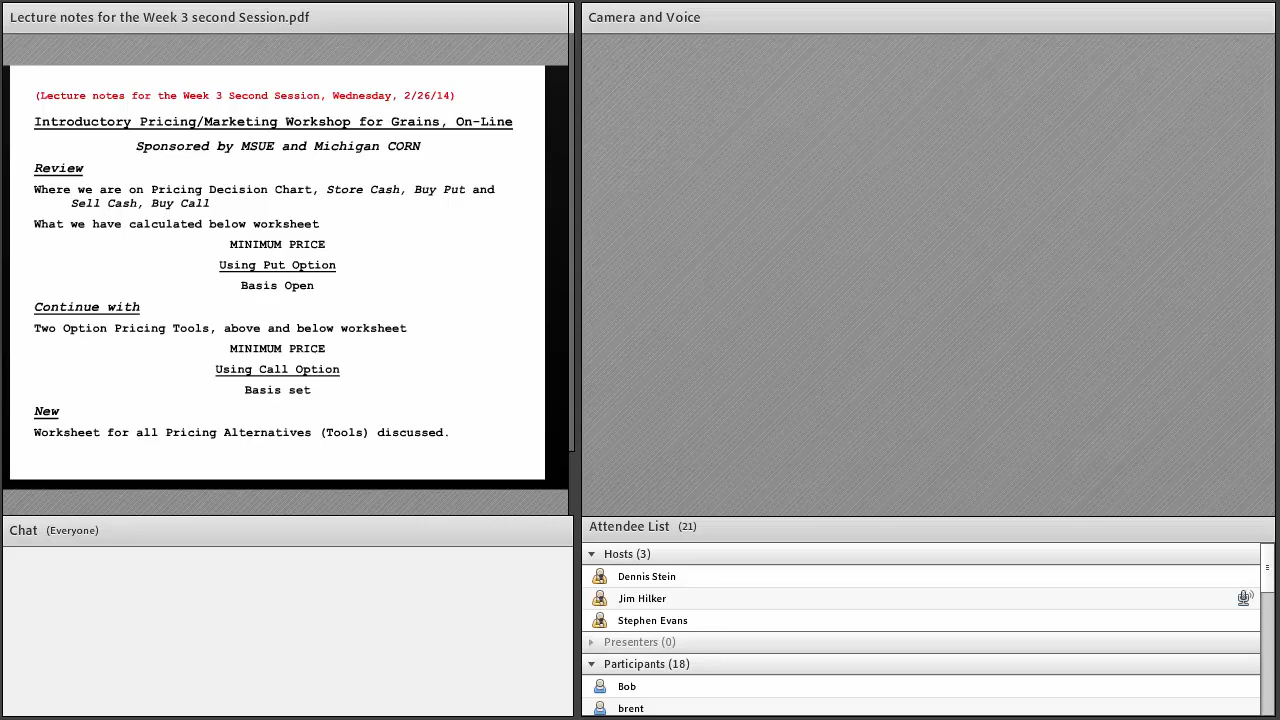 Lecture notes for the Week 3 second Session.pdf
(Lecture notes for the Week 3 Second Session, Wednesday, 2/26/14)
Introductory Pricing/Marketing Workshop for Grains, On-Line
Sponsored by MSUE and Michigan CORN
Review
Where we are on Pricing Decision Chart, Store Cash, Buy Put and
Sell Cash, Buy Call
What we have calculated below worksheet
MINIMUM PRICE
Using Put Option
Basis Open
Continue with
Two Option Pricing Tools, above and below worksheet
MINIMUM PRICE
Using Call Option
Basis set
New
Worksheet for all Pricing Alternatives (Tools) discussed.
Chat (Everyone)
Camera and Voice
Attendee List (21)
Hosts (3)
Dennis Stein
Jim Hilker
Stephen Evans
Presenters (0)
Participants (18)
Bob
brent